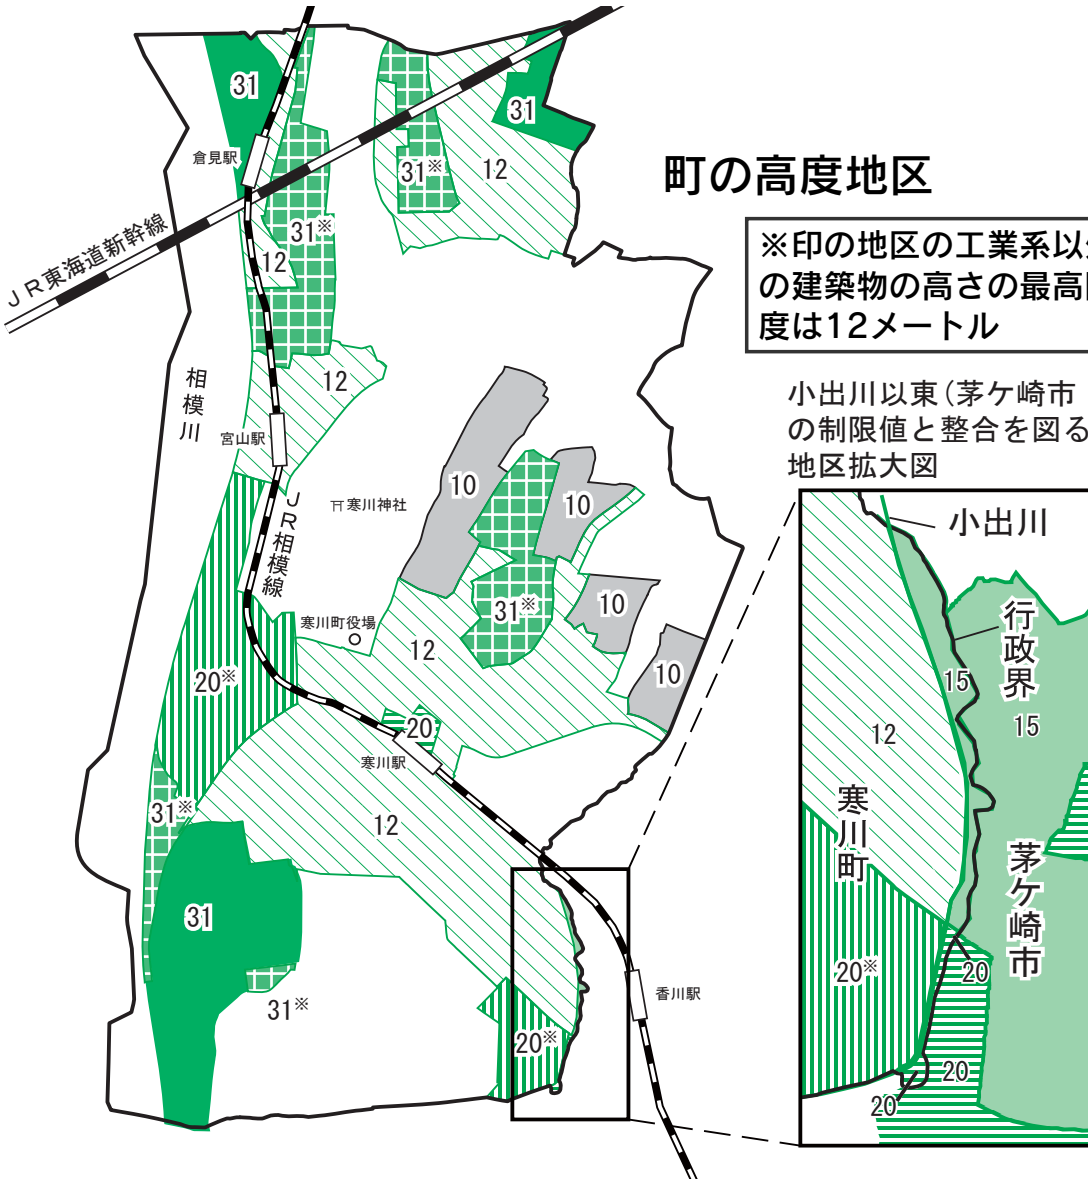 町の高度地区
※印の地区の工業系以外
の建築物の高さの最高限
度は12メートル
小出川以東(茅ケ崎市
の制限値と整合を図る
地区拡大図
31
倉見駅
31
12
31※
31※
12
JR東海道新幹線
相模川
12
宮山駅
JR相模線
寒川神社
10
10
10
10
31※
寒川町役場
12
20※
20
寒川駅
31※
12
31
31※
20※
香川駅
小出川
行政界
15
15
12
寒川町
茅ケ崎市
20※
20
20
20